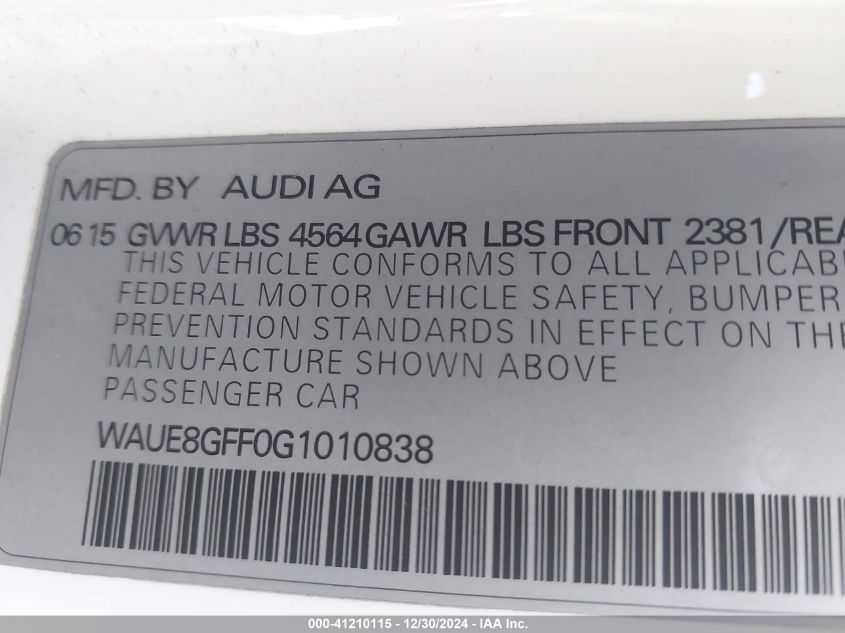 MFD. BY AUDI AG
06 15 GVWR LBS 4564 GAWR LBS FRONT 2381/REA
THIS VEHICLE CONFORMS TO ALL APPLICAB
FEDERAL MOTOR VEHICLE SAFETY, BUMPER
PREVENTION STANDARDS IN EFFECT ON THE
MANUFACTURE SHOWN ABOVE
PASSENGER CAR
WAUE8GFF0G1010838
000-41210115 - 12/30/2024 - IAA Inc.